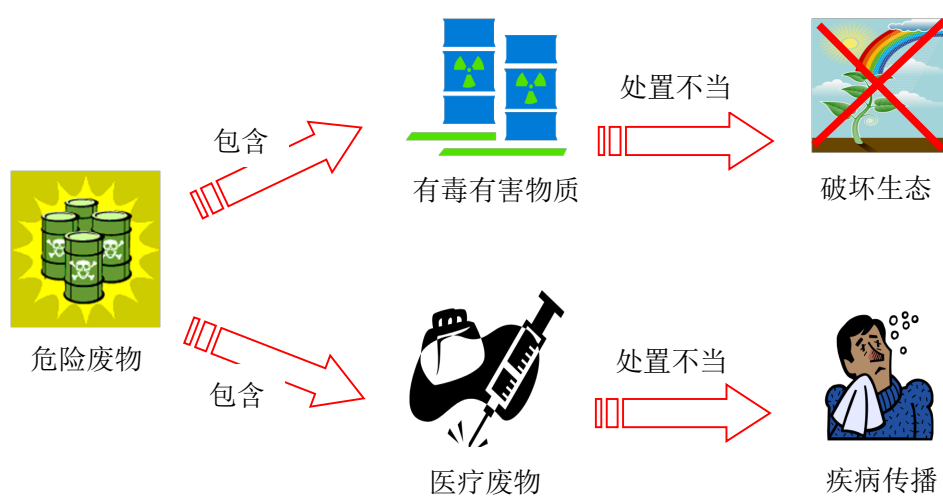 处置不当
包含
有毒有害物质
破坏生态
危险废物
处置不当
包含
医疗废物
疾病传播